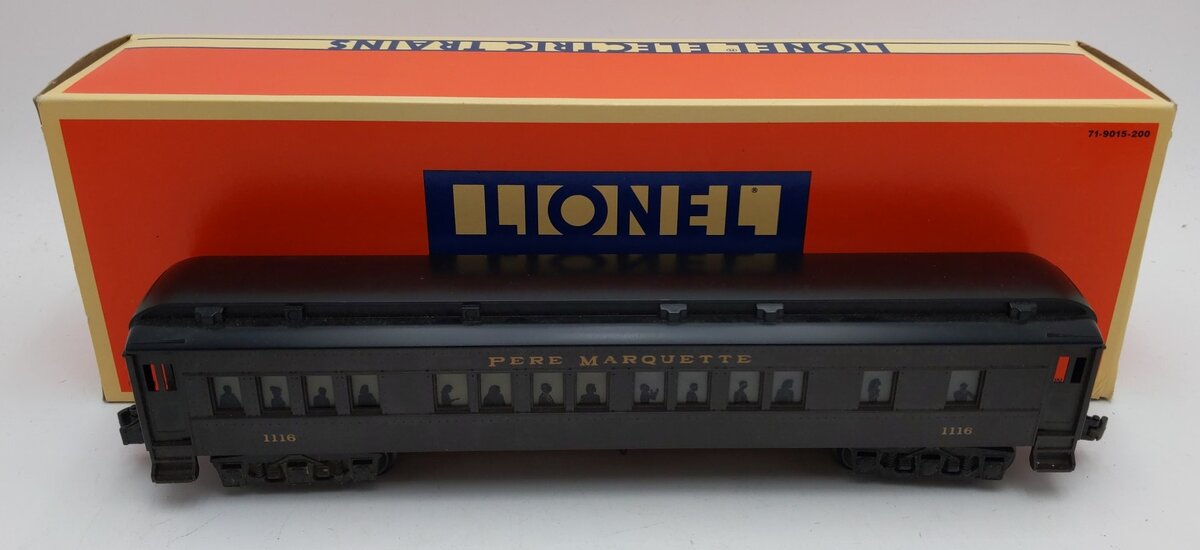 LIONEL® ELECTRIC TRAINS
71-9015-200
LIONEL®
PERE MARQUETTE
1116 1116